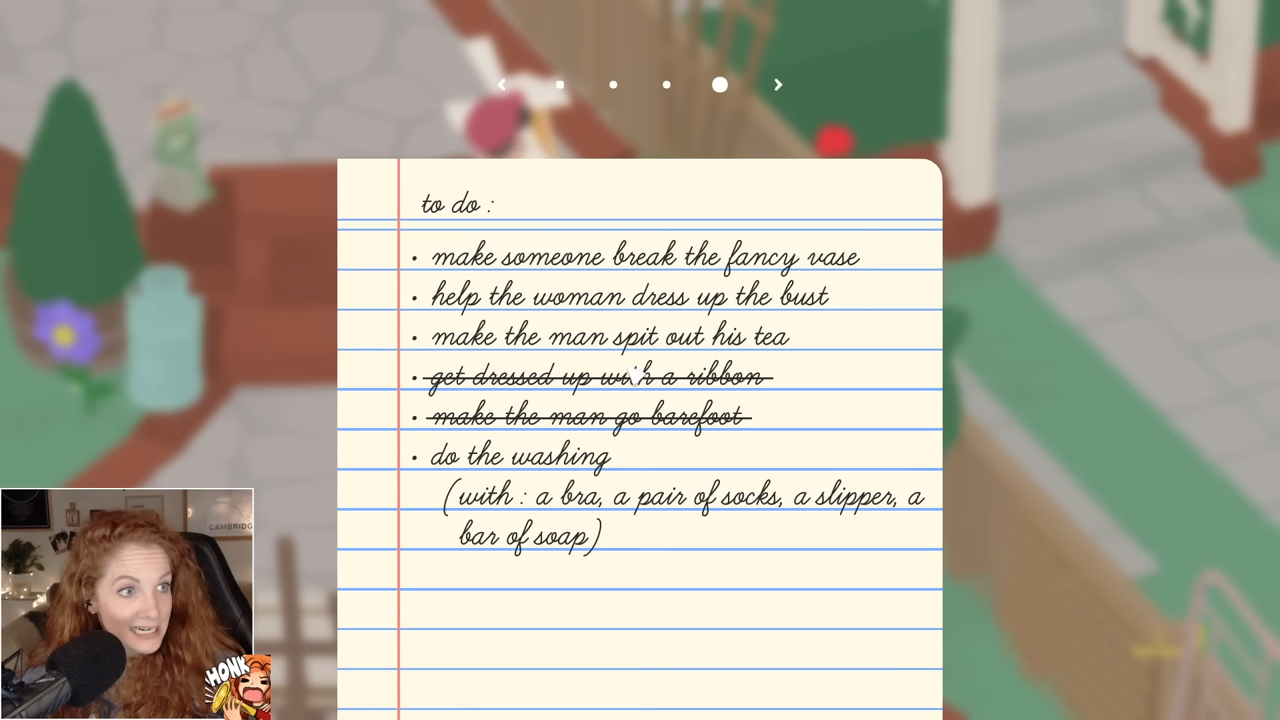 to do :
• make someone break the fancy vase
• help the woman dress up the bust
• make the man spit out his tea
• get dressed up with a ribbon
• make the man go barefoot
• do the washing
(with : a bra, a pair of socks, a slipper, a
bar of soap)
CAMBRIDG
HONK